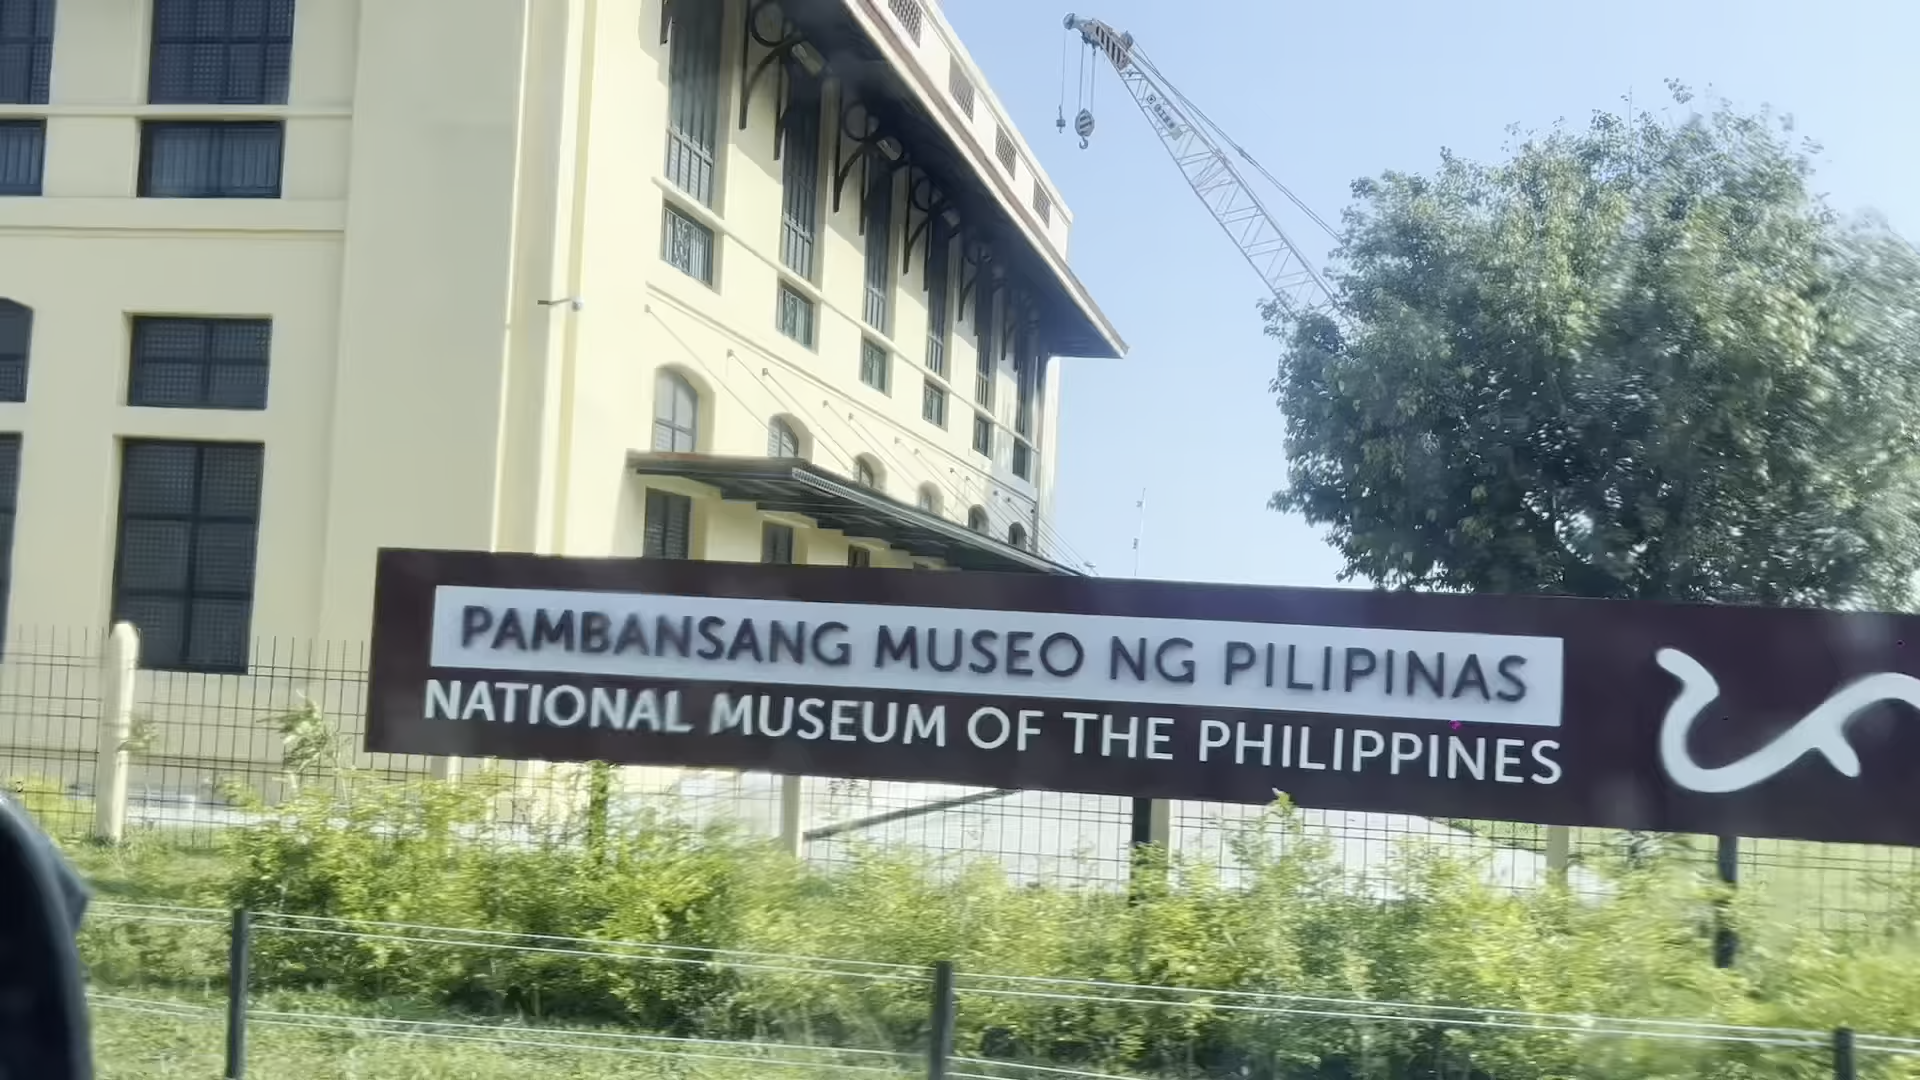 PAMBANSANG MUSEO NG PILIPINAS
NATIONAL MUSEUM OF THE PHILIPPINES